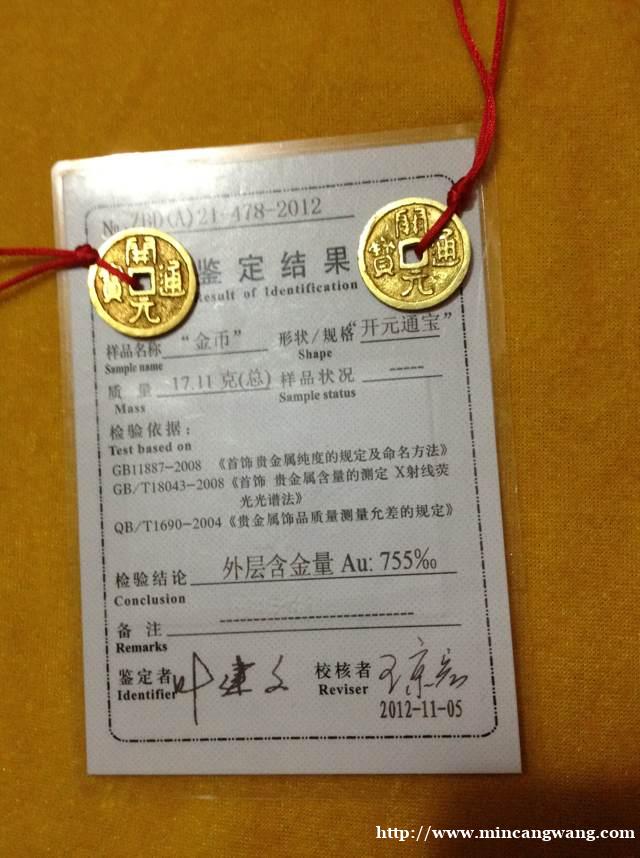 No ZBD(A)21-478-2012
鉴定结果
Result of Identification
開元通寳
開元通寳
样品名称 “金币” 形状/规格 “开元通宝”
Sample name Shape
质量 17.11 克(总) 样品状况 -----
Mass Sample status
检验依据:
Test based on
GB11887-2008 《首饰贵金属纯度的规定及命名方法》
GB/T18043-2008《首饰 贵金属含量的测定 X射线荧
光光谱法》
QB/T1690-2004《贵金属饰品质量测量允差的规定》
检验结论 外层含金量 Au: 755‰
Conclusion
备注 ----------------------------
Remarks
鉴定者 叶建文 校核者
Identifier Reviser
2012-11-05
http://www.mincangwang.com